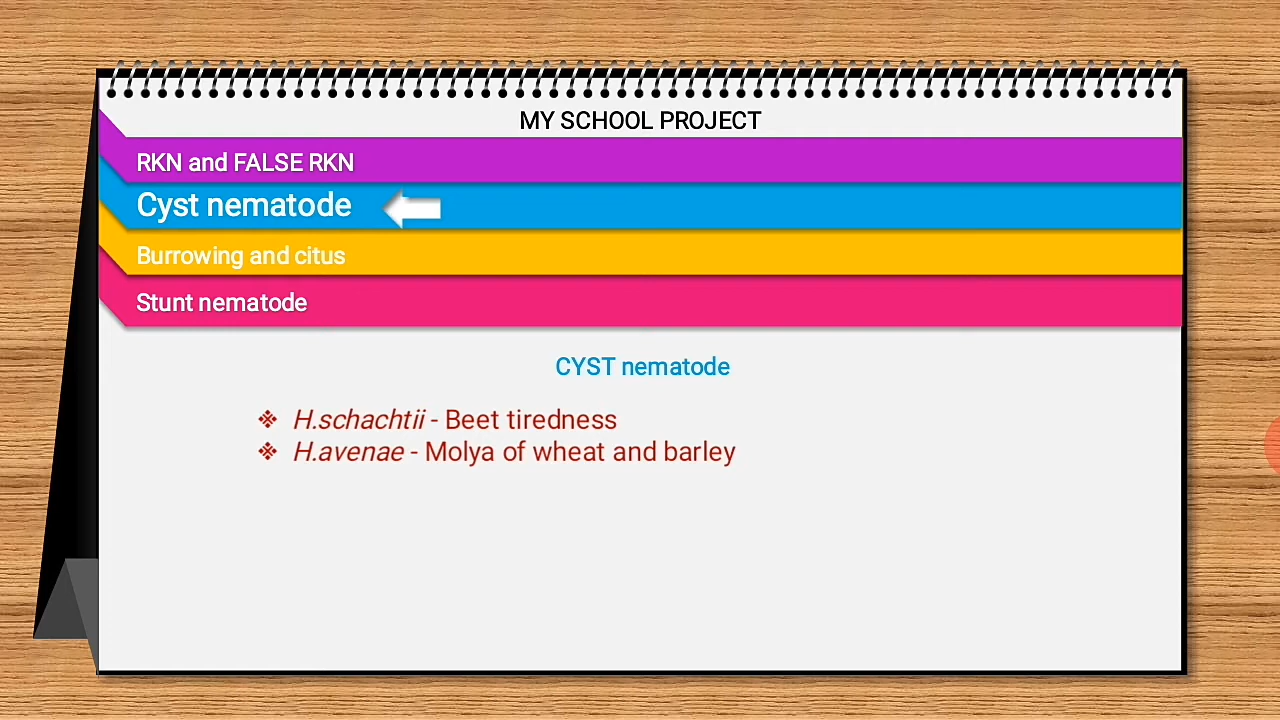 MY SCHOOL PROJECT
RKN and FALSE RKN
Cyst nematode
Burrowing and citus
Stunt nematode
CYST nematode
❖ H.schachtii - Beet tiredness
❖ H.avenae - Molya of wheat and barley